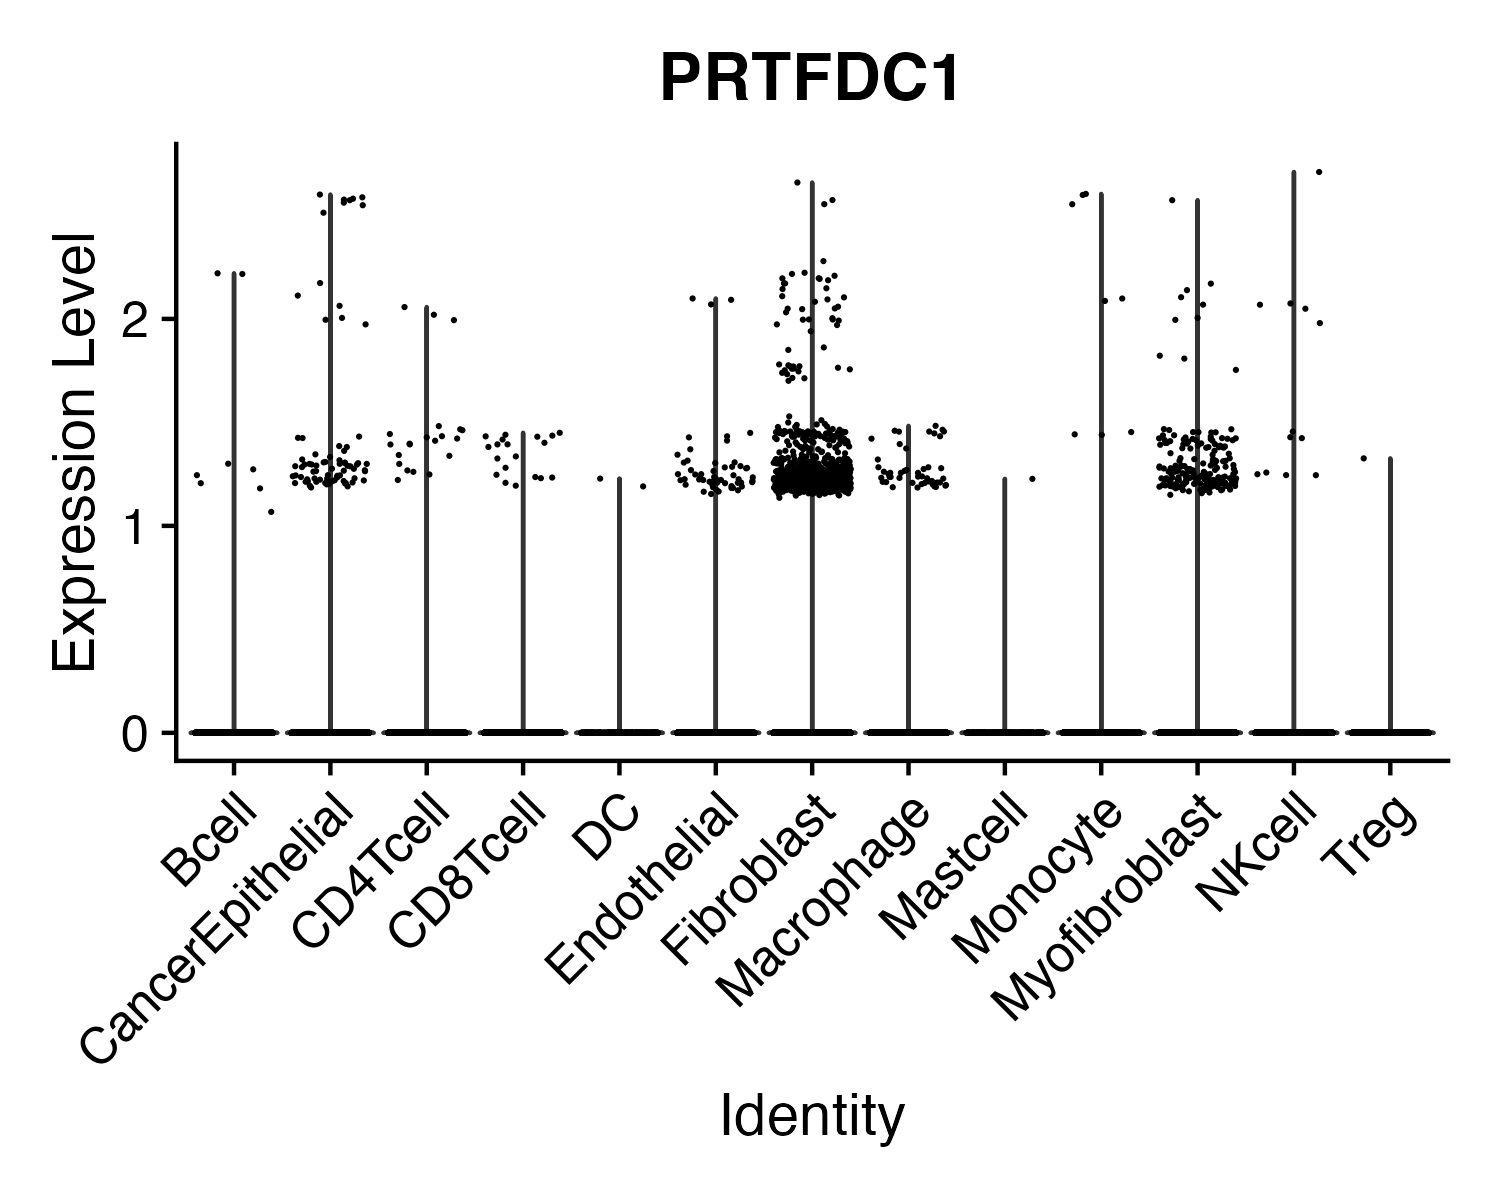 PRTFDC1
Expression Level
2
1
0
Bcell
CancerEpithelial
CD4Tcell
CD8Tcell
DC
Endothelial
Fibroblast
Macrophage
Mastcell
Monocyte
Myofibroblast
NKcell
Treg
Identity